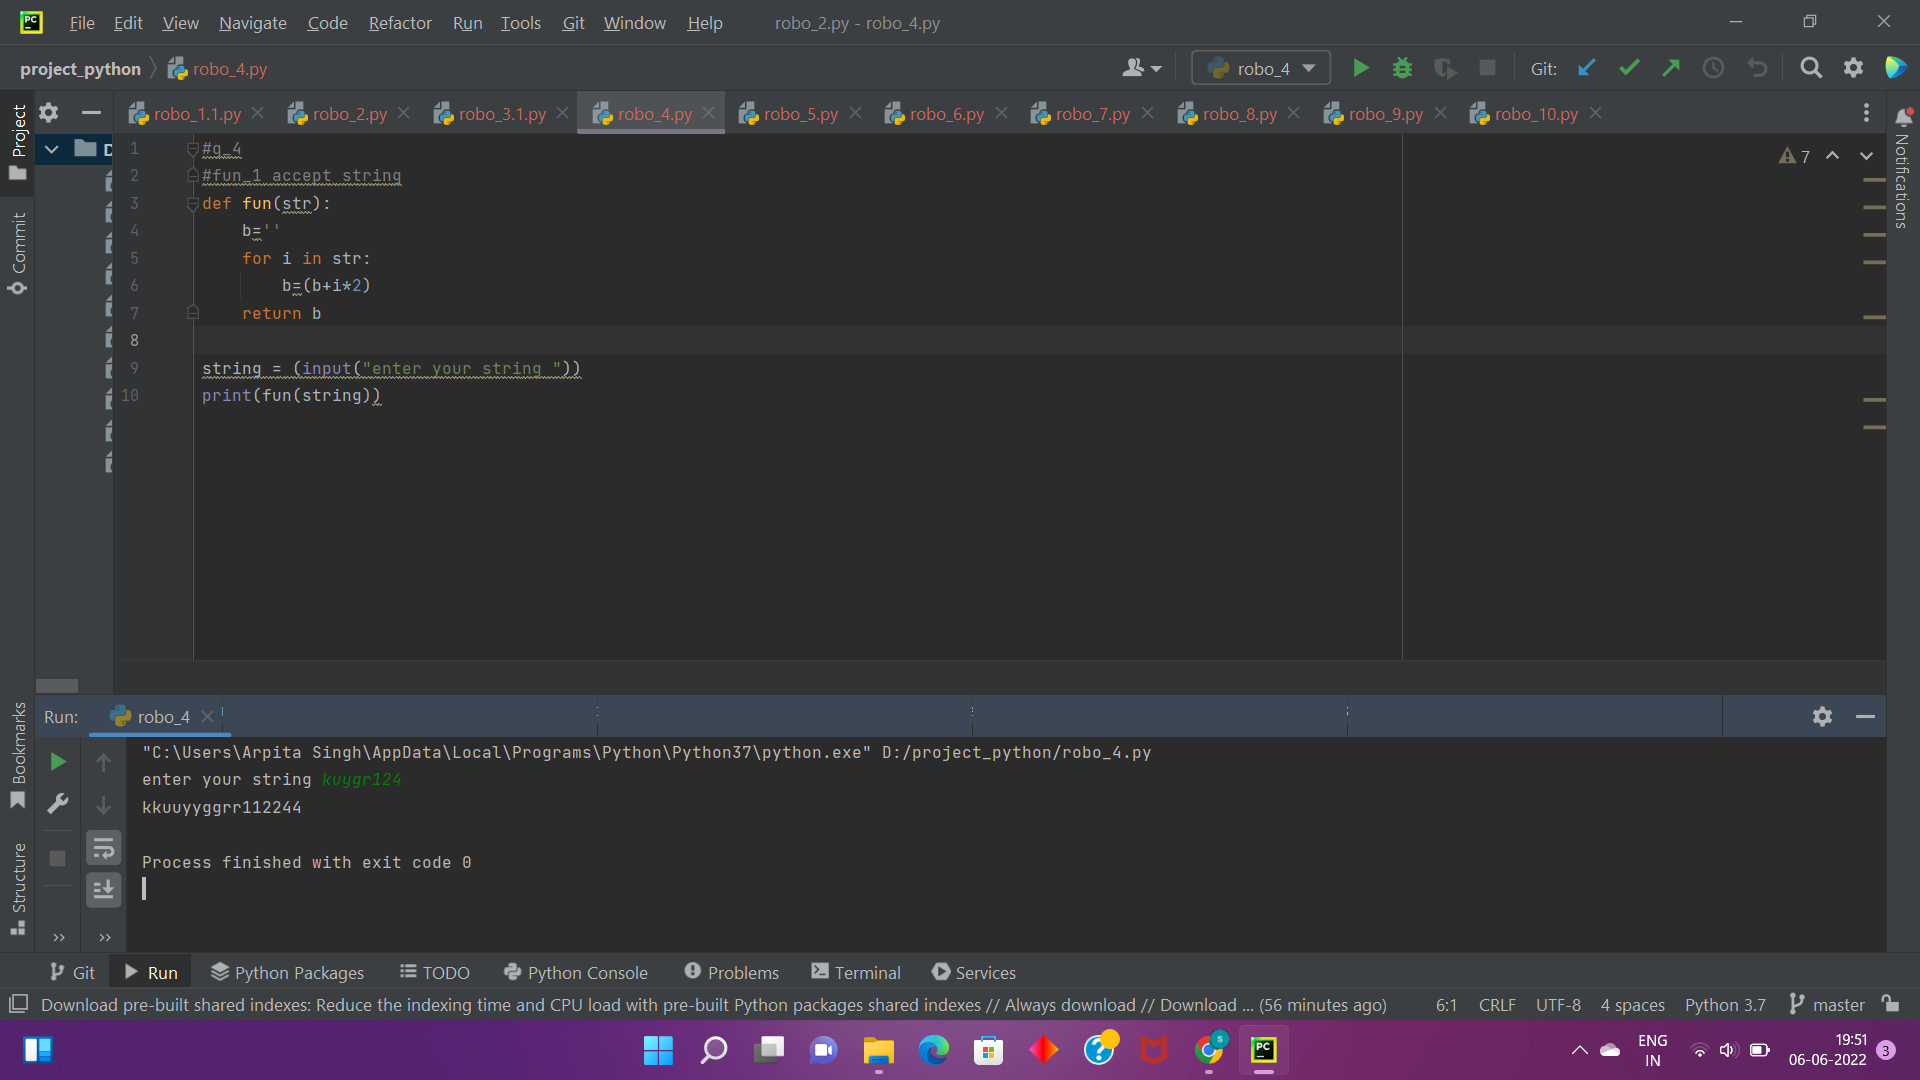 PC File Edit View Navigate Code Refactor Run Tools Git Window Help robo_2.py - robo_4.py
project_python robo_4.py robo_4 Git:
robo_1.1.py robo_2.py robo_3.1.py robo_4.py robo_5.py robo_6.py robo_7.py robo_8.py robo_9.py robo_10.py
Project
Commit
Bookmarks
Structure
Notifications
D
7
1 #q_4
2 #fun_1 accept string
3 def fun(str):
4 b=''
5 for i in str:
6 b=(b+i*2)
7 return b
8
9 string = (input("enter your string "))
10 print(fun(string))
Run: robo_4
"C:\Users\Arpita Singh\AppData\Local\Programs\Python\Python37\python.exe" D:/project_python/robo_4.py
enter your string kuygr124
kkuuyyggrr112244
Process finished with exit code 0
Git Run Python Packages TODO Python Console Problems Terminal Services
Download pre-built shared indexes: Reduce the indexing time and CPU load with pre-built Python packages shared indexes // Always download // Download ... (56 minutes ago) 6:1 CRLF UTF-8 4 spaces Python 3.7 master
S PC ENG 19:51
IN 06-06-2022 3